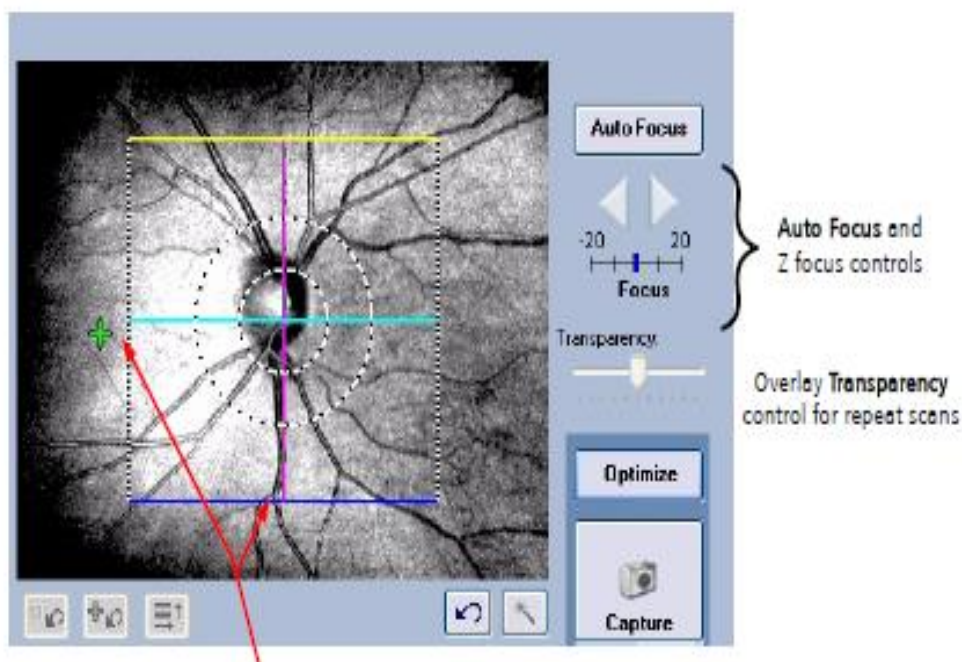 Auto Focus
-20 20
Focus
Auto Focus and
Z focus controls
Transparency:
Overlay Transparency
control for repeat scans
Optimize
Capture